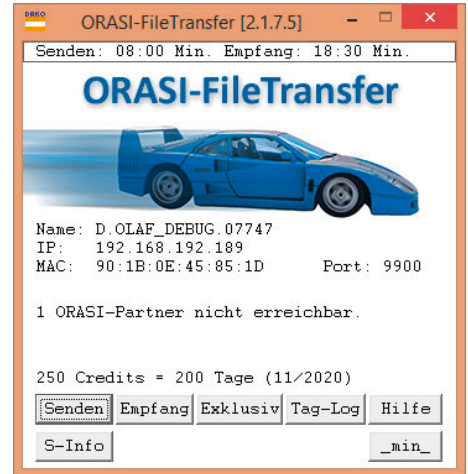 DAKO
ORASI-FileTransfer [2.1.7.5]
Senden: 08:00 Min. Empfang: 18:30 Min.
ORASI-FileTransfer
Name: D.OLAF_DEBUG.07747
IP: 192.168.192.189
MAC: 90:1B:0E:45:85:1D Port: 9900
1 ORASI-Partner nicht erreichbar.
250 Credits = 200 Tage (11/2020)
Senden Empfang Exklusiv Tag-Log Hilfe
S-Info _min_